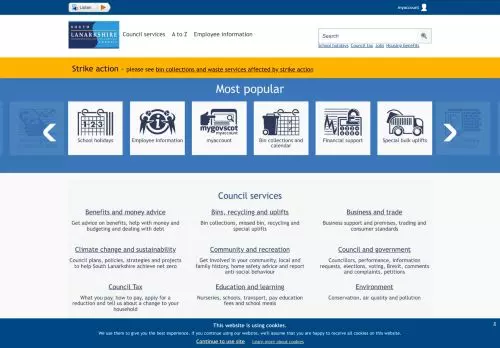 Listen
myaccount
SOUTH
LANARKSHIRE
COUNCIL
Council services
A to Z
Employee information
Search
School holidays Council tax Jobs Housing benefits
Strike action - please see bin collections and waste services affected by strike action
Most popular
1·2·3
mygovscot
myaccount
School holidays
Employee information
myaccount
Bin collections and
calendar
Financial support
Special bulk uplifts
Council services
Benefits and money advice
Get advice on benefits, help with money and
budgeting and dealing with debt
Bins, recycling and uplifts
Bin collections, missed bin, recycling and
special uplifts
Business and trade
Business support and premises, trading and
consumer standards
Climate change and sustainability
Council plans, policies, strategies and projects
to help South Lanarkshire achieve net zero
Community and recreation
Get involved in your community, local and
family history, home safety advice and report
anti-social behaviour
Council and government
Councillors, performance, information
requests, elections, voting, Brexit, comments
and complaints, petitions
Council Tax
What you pay, how to pay, apply for a
reduction and tell us about a change to your
household
Education and learning
Nurseries, schools, transport, pay education
fees and school meals
Environment
Conservation, air quality and pollution
This website is using cookies.
We use them to give you the best experience. If you continue using our website, we'll assume that you are happy to receive all cookies on this website.
Continue to use site
Learn more about cookies
x